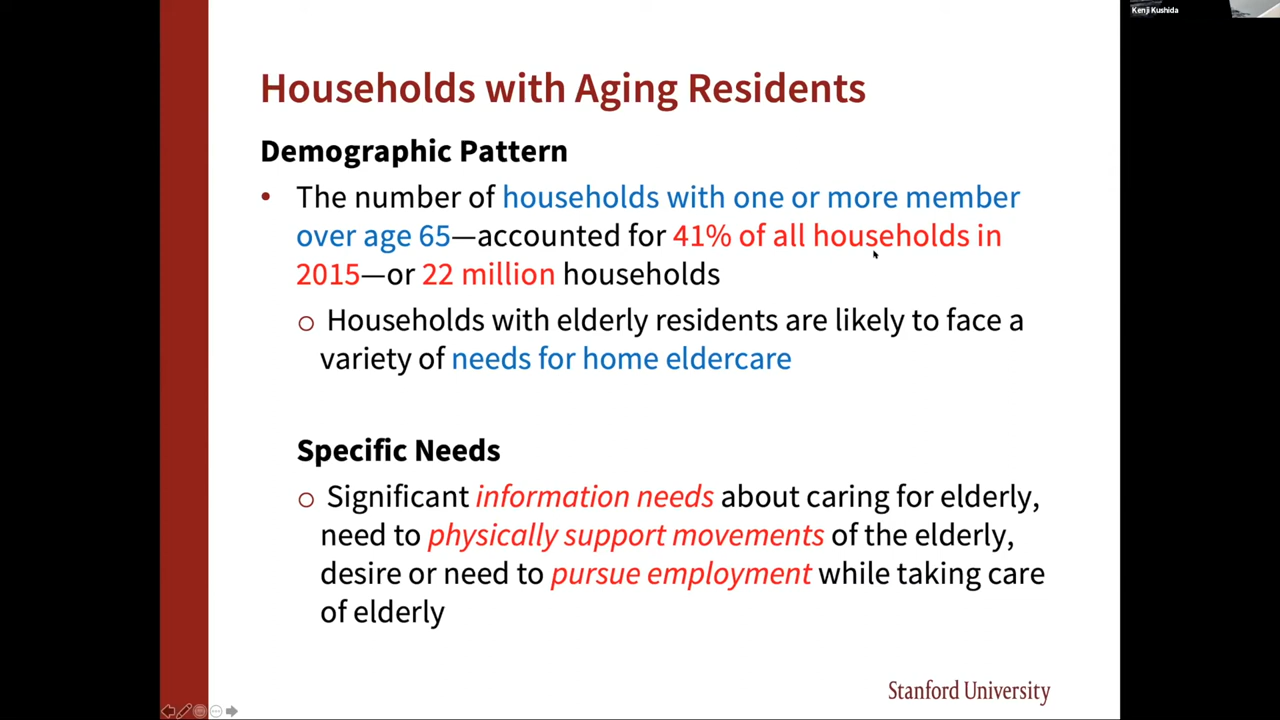 Kenji Kushida
Households with Aging Residents
Demographic Pattern
• The number of households with one or more member
over age 65—accounted for 41% of all households in
2015—or 22 million households
o Households with elderly residents are likely to face a
variety of needs for home eldercare
Specific Needs
o Significant information needs about caring for elderly,
need to physically support movements of the elderly,
desire or need to pursue employment while taking care
of elderly
Stanford University